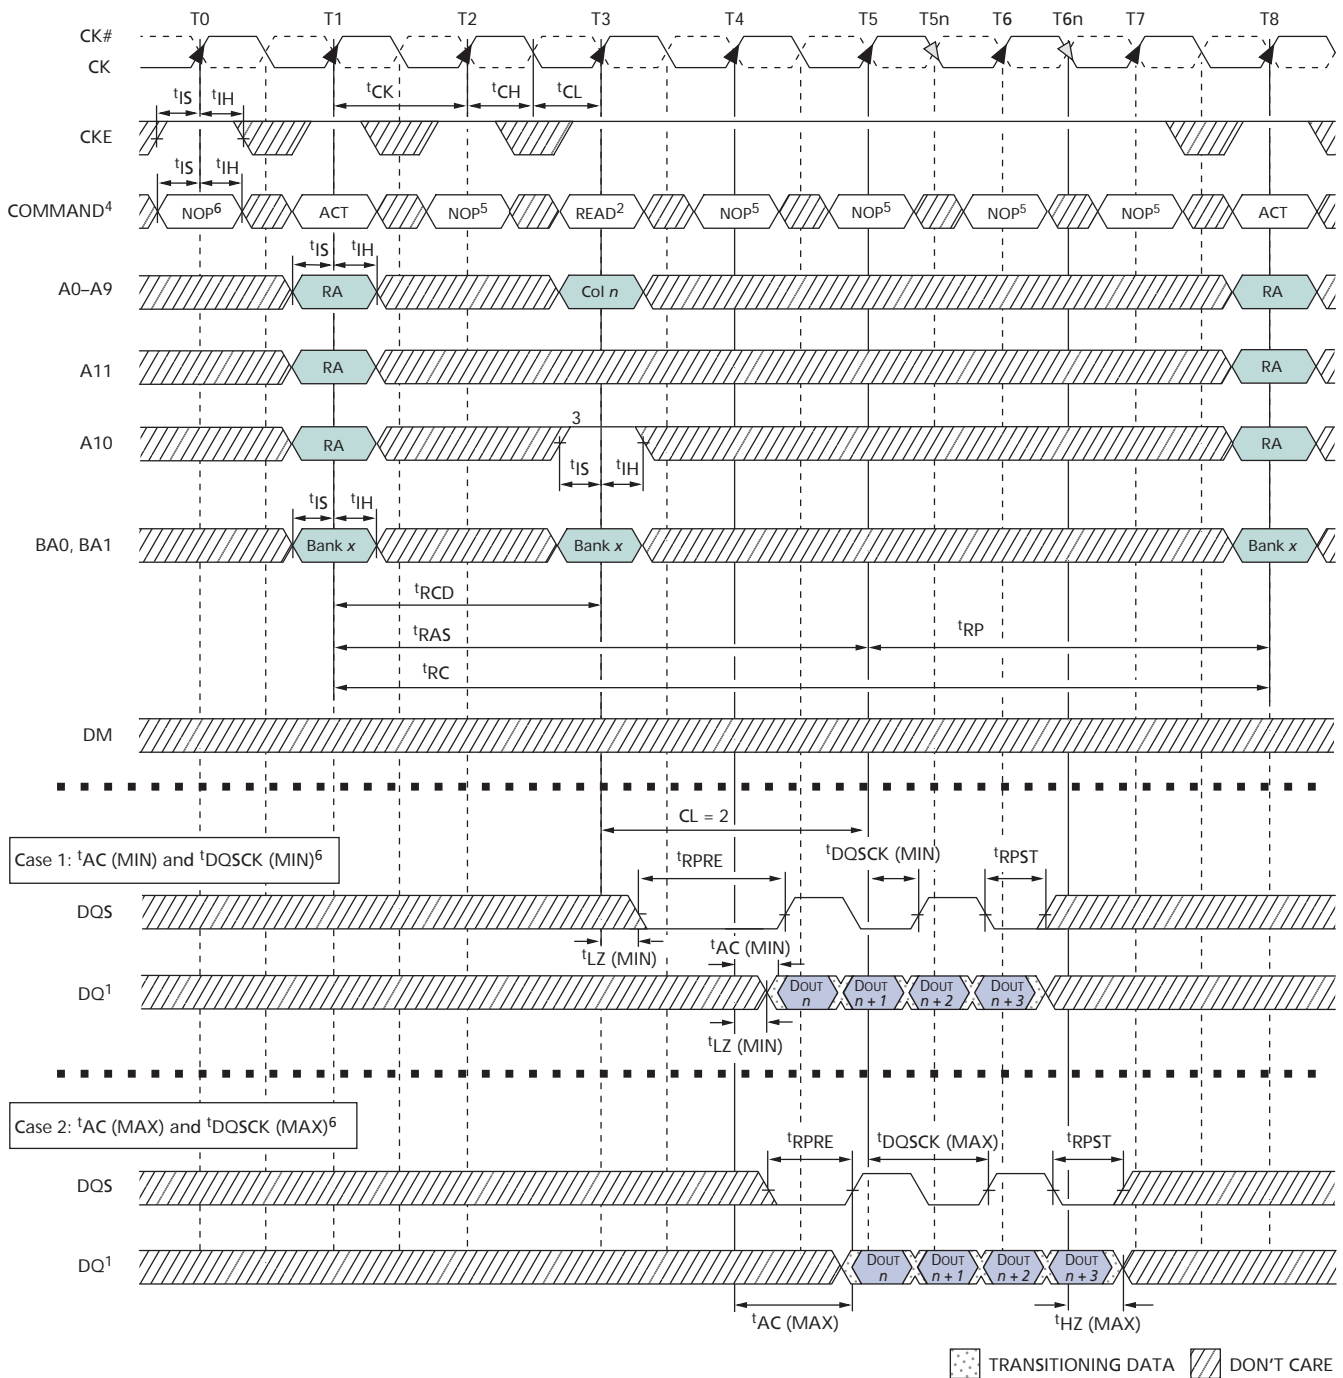 T0 T1 T2 T3 T4 T5 T5n T6 T6n T7 T8
CK#
CK
tCK tCH tCL
tIS tIH
CKE
tIS tIH
COMMAND4 NOP6 ACT NOP5 READ2 NOP5 NOP5 NOP5 NOP5 ACT
tIS tIH
A0–A9 RA Col n RA
A11 RA RA
3
A10 RA RA
tIS tIH
tIS tIH
BA0, BA1 Bank x Bank x Bank x
tRCD
tRAS tRP
tRC
DM
CL = 2
Case 1: tAC (MIN) and tDQSCK (MIN)6
tRPRE tDQSCK (MIN) tRPST
DQS
tLZ (MIN) tAC (MIN)
DQ1 DOUT n DOUT n + 1 DOUT n + 2 DOUT n + 3
tLZ (MIN)
Case 2: tAC (MAX) and tDQSCK (MAX)6
tRPRE tDQSCK (MAX) tRPST
DQS
DQ1 DOUT n DOUT n + 1 DOUT n + 2 DOUT n + 3
tAC (MAX) tHZ (MAX)
TRANSITIONING DATA DON'T CARE